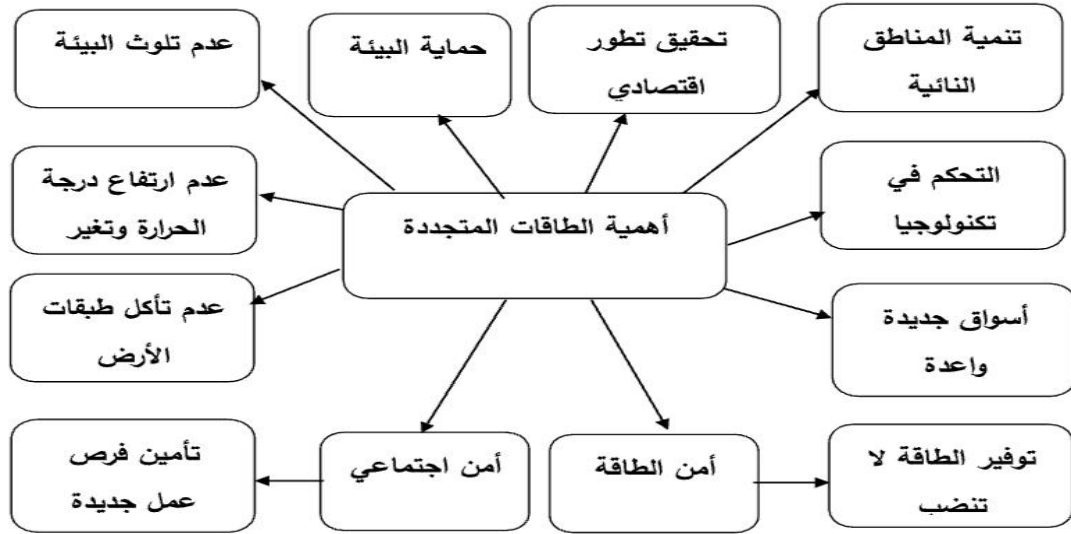 تنمية المناطق
النائية
تحقيق تطور
اقتصادي
حماية البيئة
عدم تلوث البيئة
التحكم في
تكنولوجيا
أهمية الطاقات المتجددة
عدم ارتفاع درجة
الحرارة وتغير
أسواق جديدة
واعدة
عدم تأكل طبقات
الأرض
توفير الطاقة لا
تنضب
أمن الطاقة
أمن اجتماعي
تأمين فرص
عمل جديدة